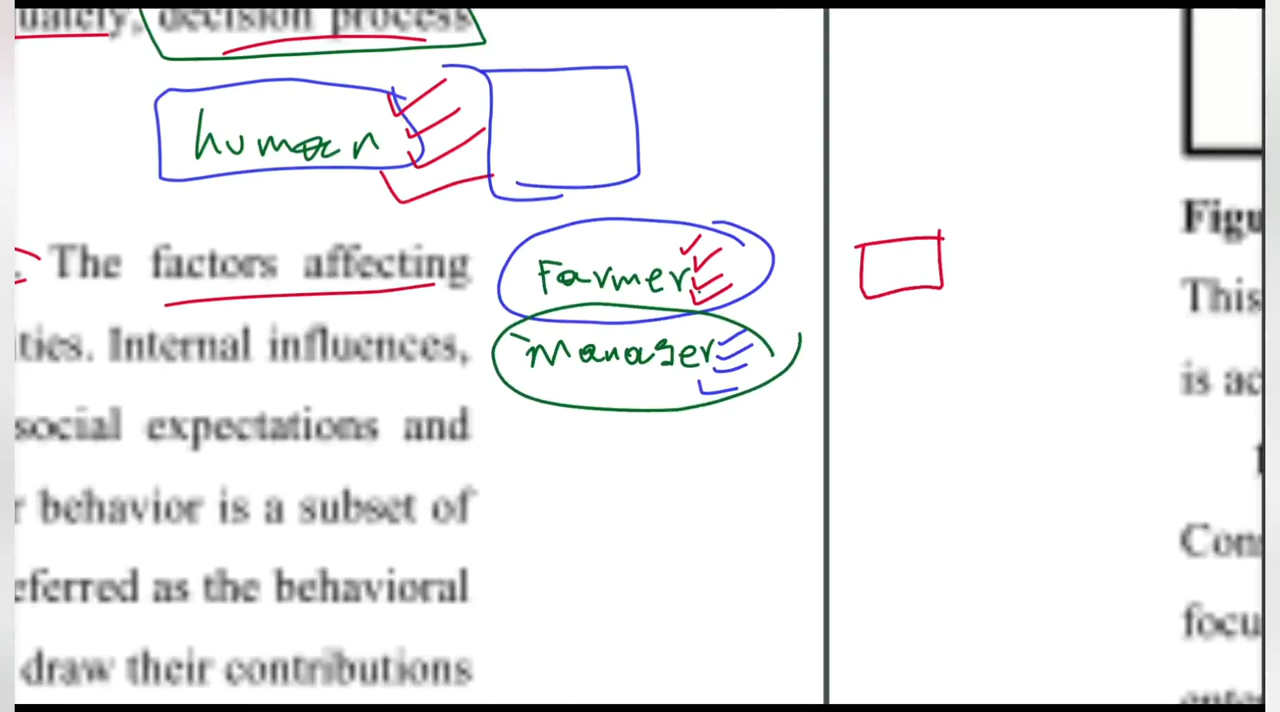 decision process
human
The factors affecting
Farmer
ties. Internal influences,
Manager
social expectations and
behavior is a subset of
eferred as the behavioral
draw their contributions
Figu
This
is ac
Con
focu